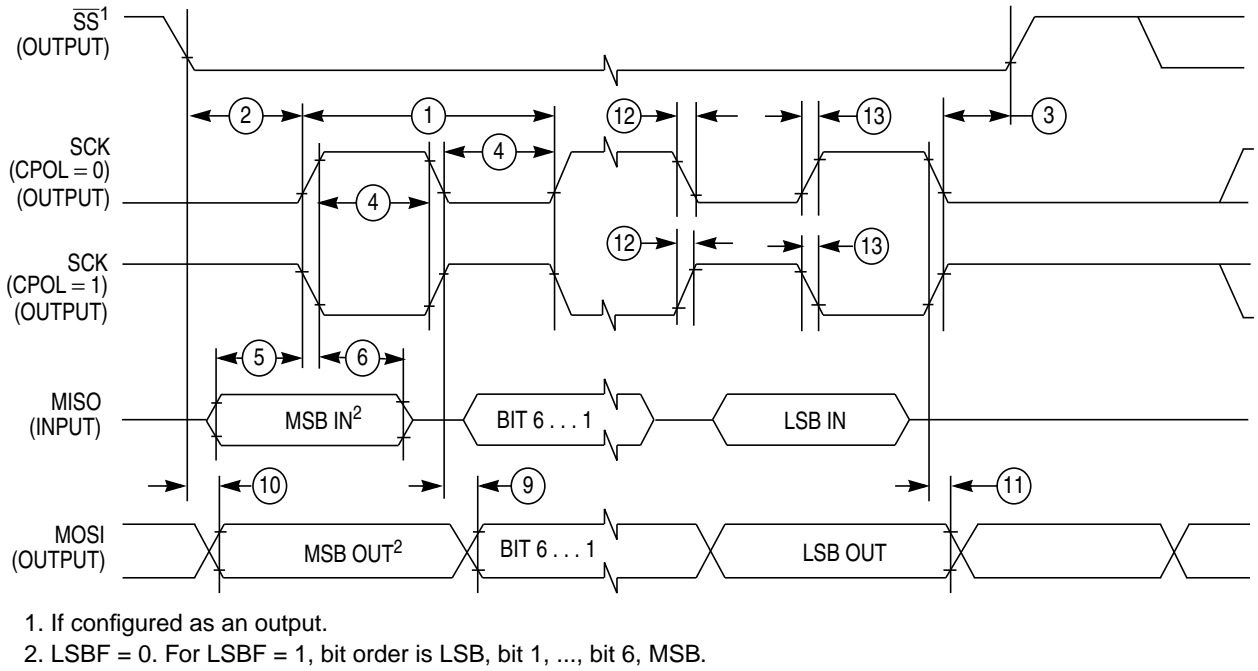 SS1
(OUTPUT)
2
1
12
13
3
SCK
(CPOL = 0)
(OUTPUT)
4
4
SCK
(CPOL = 1)
(OUTPUT)
12
13
5
6
MISO
(INPUT)
MSB IN2
BIT 6 . . . 1
LSB IN
10
9
11
MOSI
(OUTPUT)
MSB OUT2
BIT 6 . . . 1
LSB OUT
1. If configured as an output.
2. LSBF = 0. For LSBF = 1, bit order is LSB, bit 1, ..., bit 6, MSB.